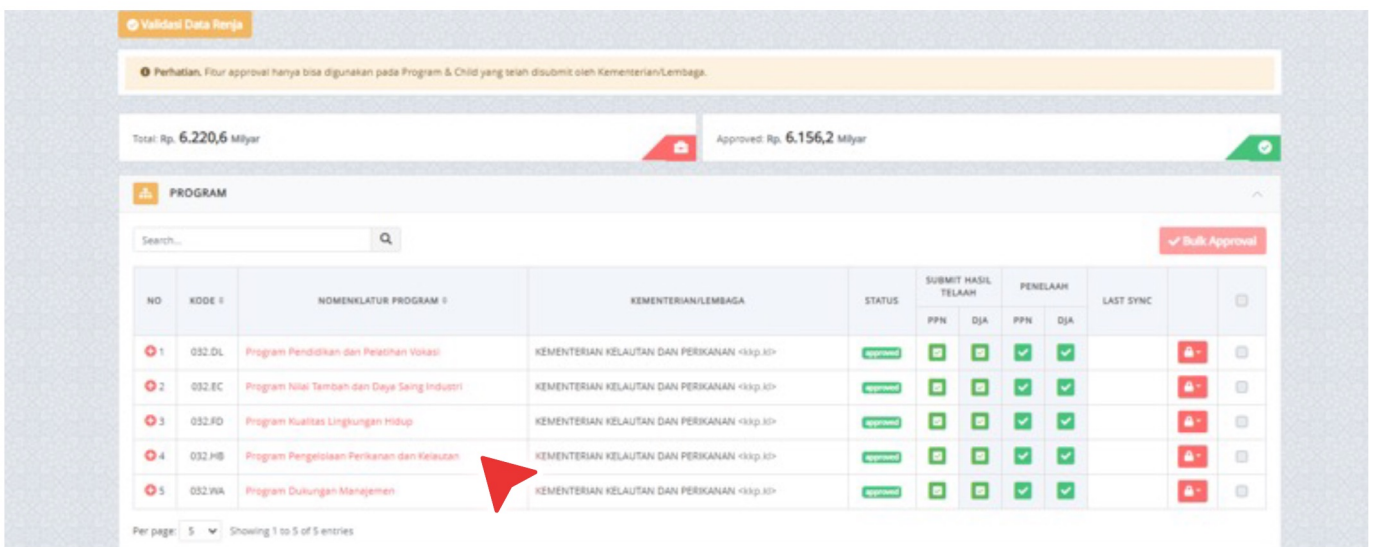 Validasi Data Renja
Perhatian. Fitur approval hanya bisa digunakan pada Program & Child yang telah disubmit oleh Kementerian/Lembaga.
Total: Rp. 6.220,6 Milyar
Approved: Rp. 6.156,2 Milyar
PROGRAM
Search...
Bulk Approval
NO KODE NOMENKLATUR PROGRAM KEMENTERIAN/LEMBAGA STATUS SUBMIT HASIL TELAAH PENELAAH LAST SYNC
PPN DJA PPN DJA
1 032.DL Program Pendidikan dan Pelatihan Vokasi KEMENTERIAN KELAUTAN DAN PERIKANAN <kkp.kl> approved
2 032.EC Program Nilai Tambah dan Daya Saing Industri KEMENTERIAN KELAUTAN DAN PERIKANAN <kkp.kl> approved
3 032.FD Program Kualitas Lingkungan Hidup KEMENTERIAN KELAUTAN DAN PERIKANAN <kkp.kl> approved
4 032.HB Program Pengelolaan Perikanan dan Kelautan KEMENTERIAN KELAUTAN DAN PERIKANAN <kkp.kl> approved
5 032.WA Program Dukungan Manajemen KEMENTERIAN KELAUTAN DAN PERIKANAN <kkp.kl> approved
Per page: 5 Showing 1 to 5 of 5 entries